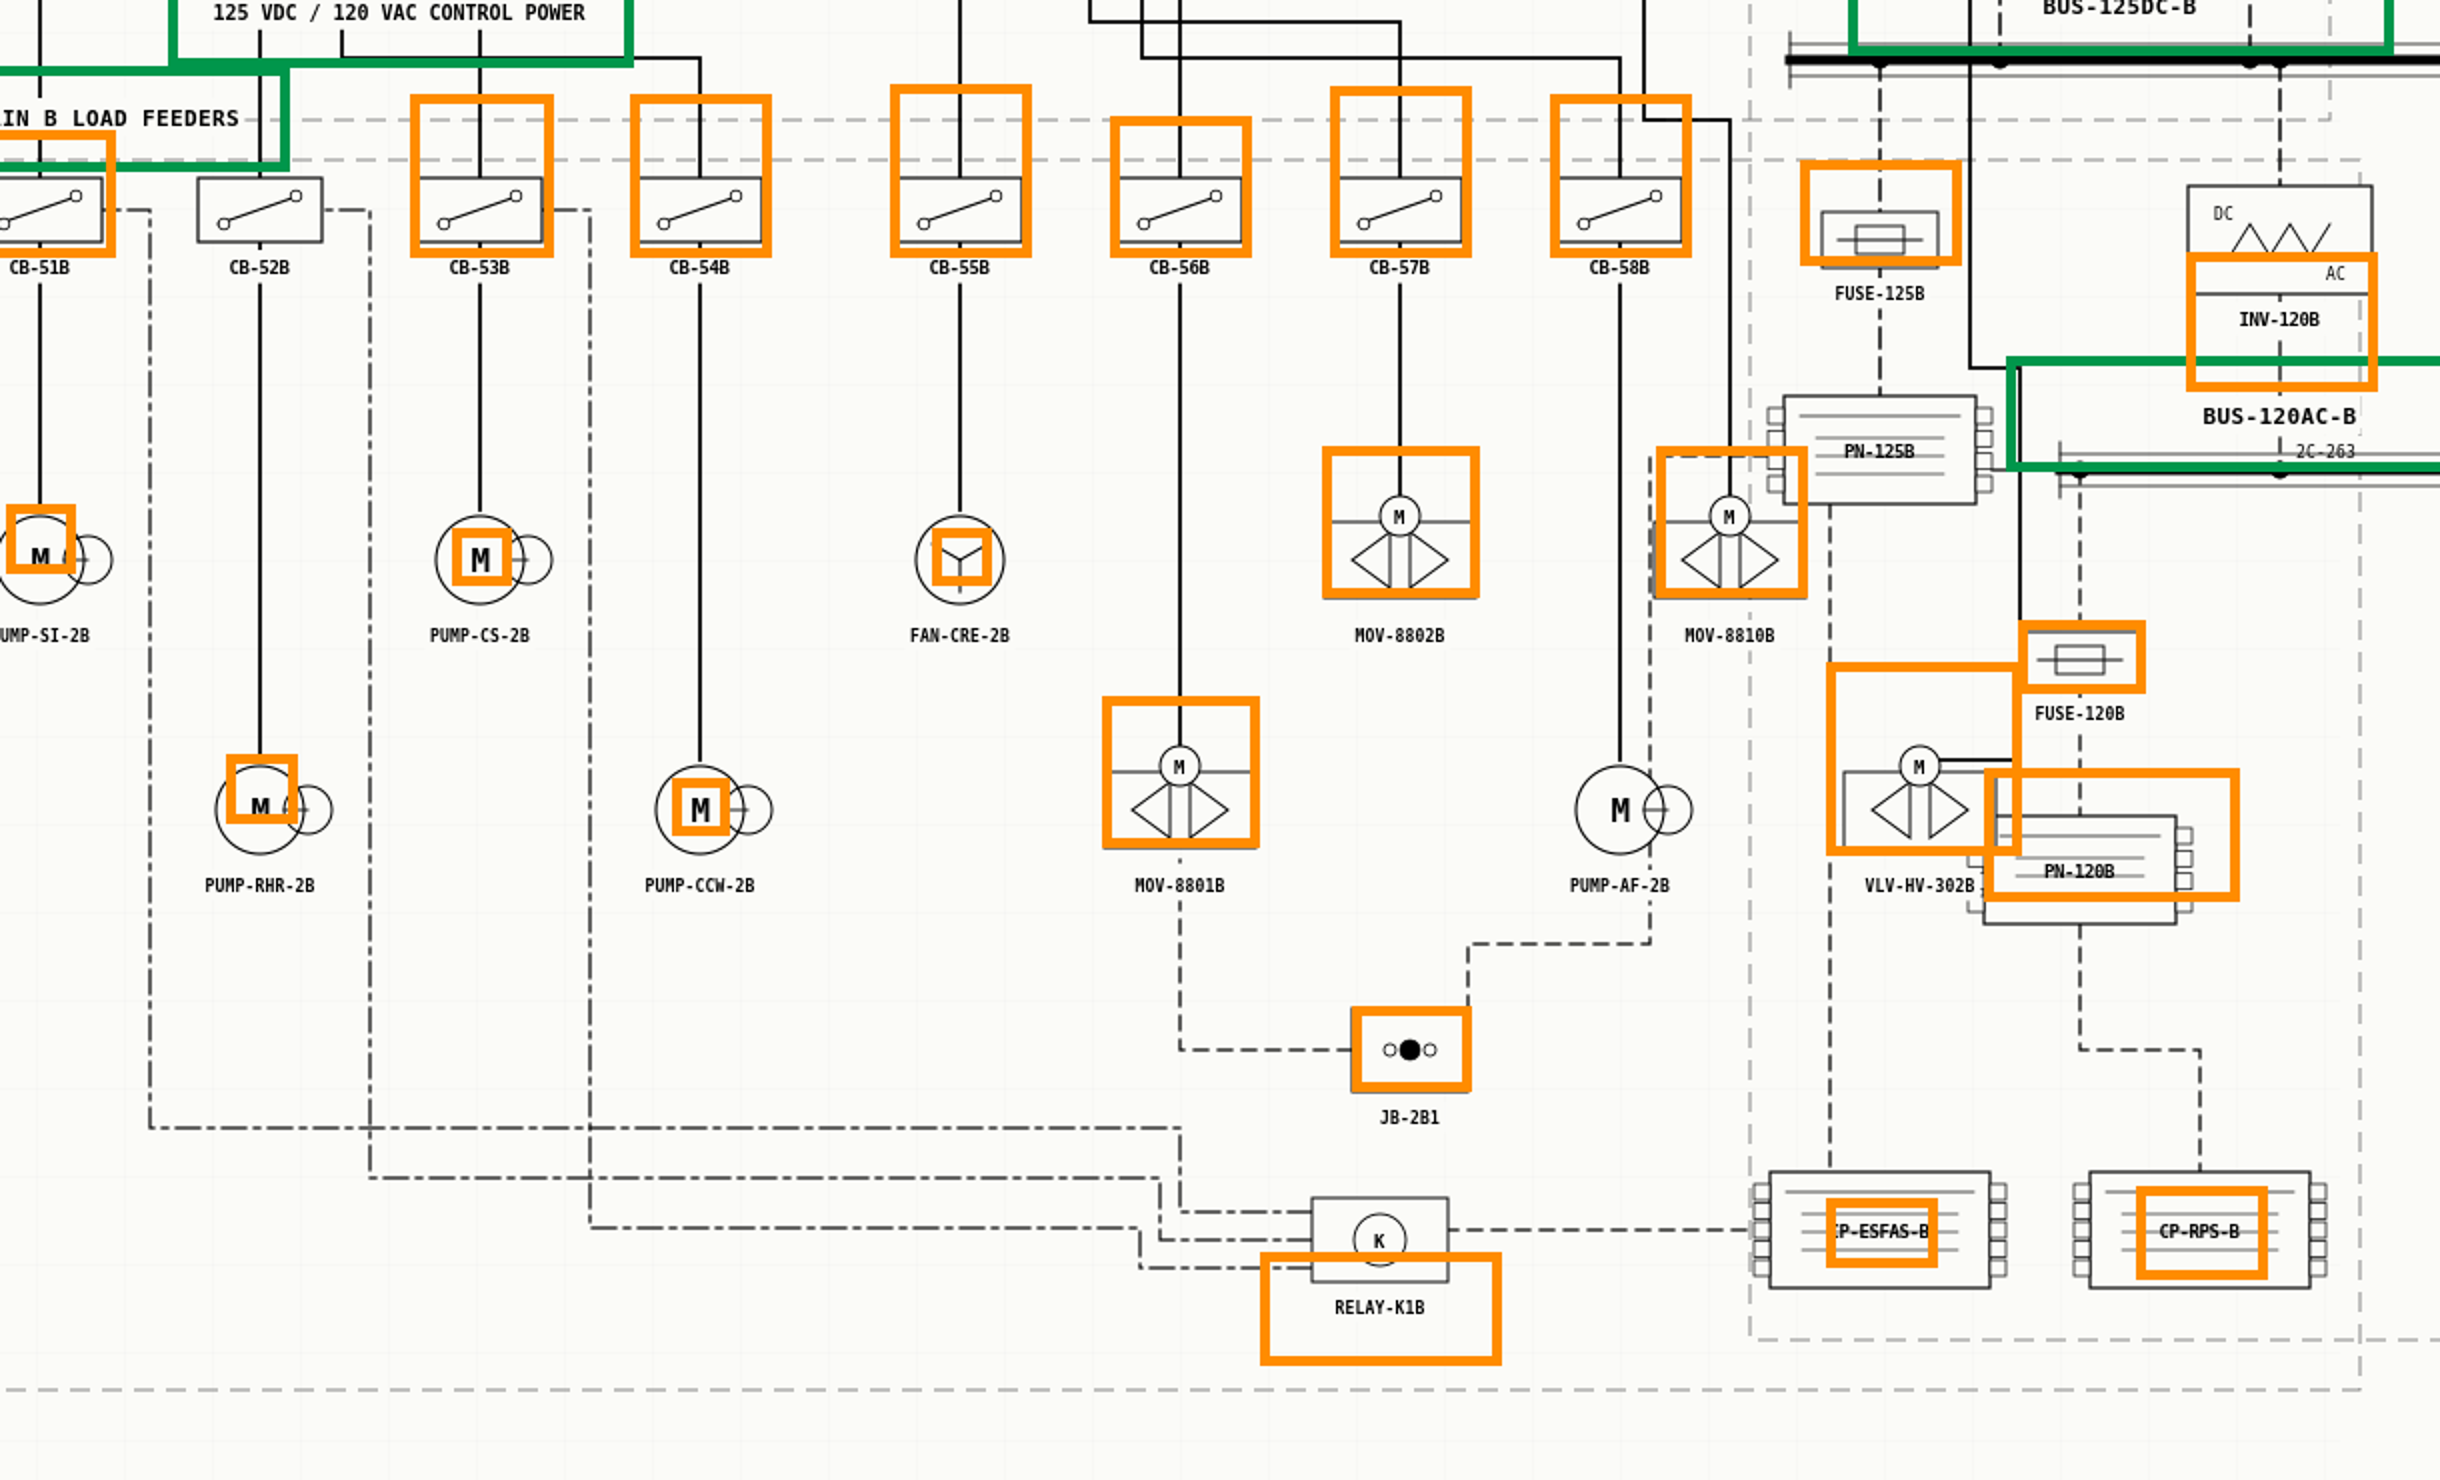 125 VDC / 120 VAC CONTROL POWER
BUS-125DC-B
IN B LOAD FEEDERS
CB-51B
CB-52B
CB-53B
CB-54B
CB-55B
CB-56B
CB-57B
CB-58B
FUSE-125B
DC
AC
INV-120B
BUS-120AC-B
2C-263
PN-125B
M
M
M
M
UMP-SI-2B
PUMP-CS-2B
FAN-CRE-2B
MOV-8802B
MOV-8810B
FUSE-120B
M
M
M
M
M
PUMP-RHR-2B
PUMP-CCW-2B
MOV-8801B
PUMP-AF-2B
VLV-HV-302B
PN-120B
JB-2B1
K
RELAY-K1B
CP-ESFAS-B
CP-RPS-B